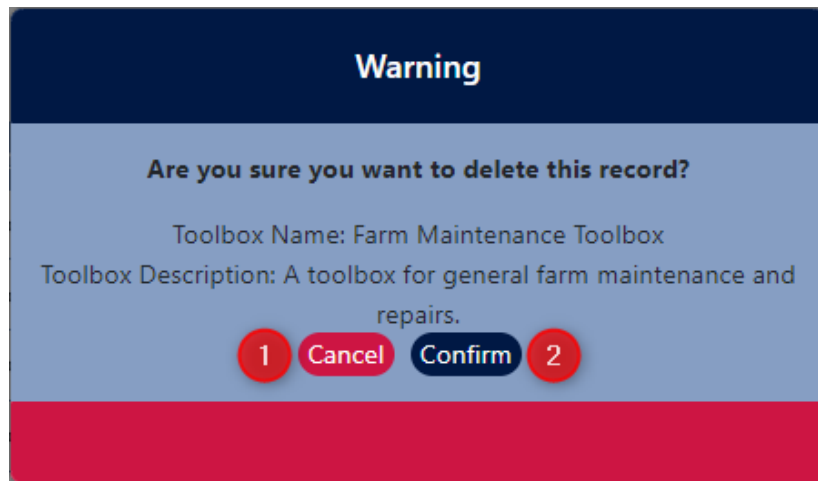 Warning
Are you sure you want to delete this record?
Toolbox Name: Farm Maintenance Toolbox
Toolbox Description: A toolbox for general farm maintenance and
repairs.
1 Cancel Confirm 2